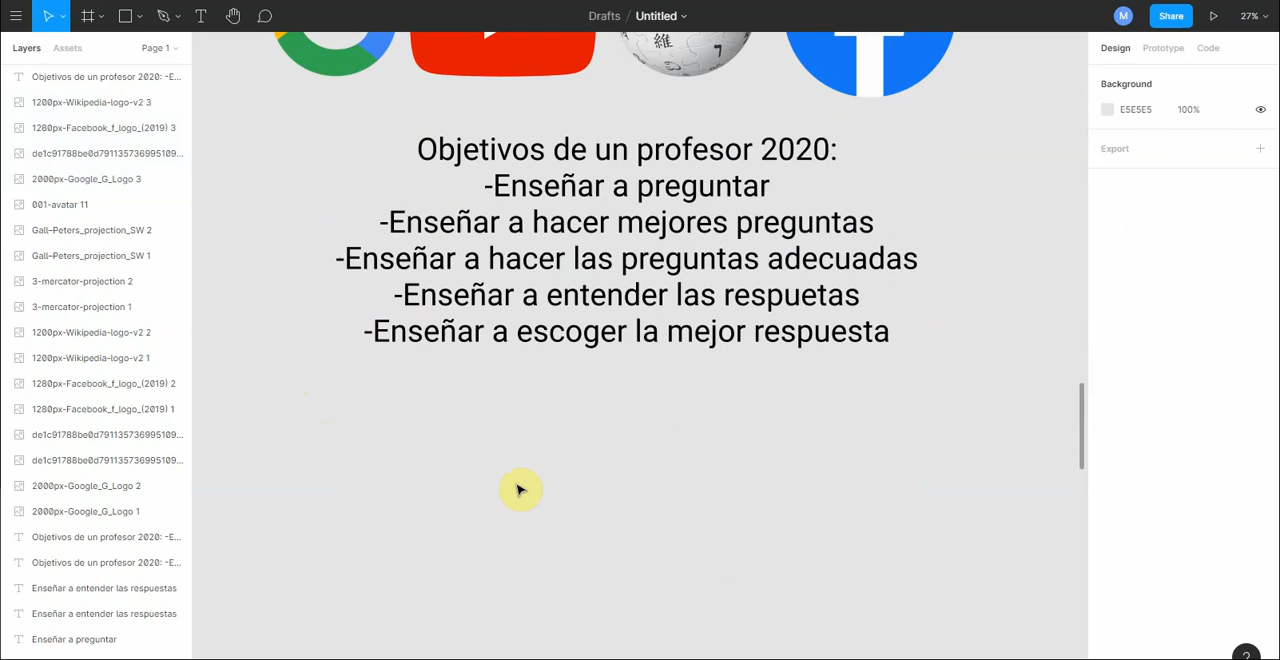 Drafts / Untitled
M
Share
27%
Layers
Assets
Page 1
Design
Prototype
Code
Objetivos de un profesor 2020: -E...
1200px-Wikipedia-logo-v2 3
1280px-Facebook_f_logo_(2019) 3
de1c91788be0d791135736995109...
2000px-Google_G_Logo 3
001-avatar 11
Gall–Peters_projection_SW 2
Gall–Peters_projection_SW 1
3-mercator-projection 2
3-mercator-projection 1
1200px-Wikipedia-logo-v2 2
1200px-Wikipedia-logo-v2 1
1280px-Facebook_f_logo_(2019) 2
1280px-Facebook_f_logo_(2019) 1
de1c91788be0d791135736995109...
de1c91788be0d791135736995109...
2000px-Google_G_Logo 2
2000px-Google_G_Logo 1
Objetivos de un profesor 2020: -E...
Objetivos de un profesor 2020: -E...
Enseñar a entender las respuestas
Enseñar a entender las respuestas
Enseñar a preguntar
維
7
Objetivos de un profesor 2020:
-Enseñar a preguntar
-Enseñar a hacer mejores preguntas
-Enseñar a hacer las preguntas adecuadas
-Enseñar a entender las respuetas
-Enseñar a escoger la mejor respuesta
Background
E5E5E5 100%
Export
?